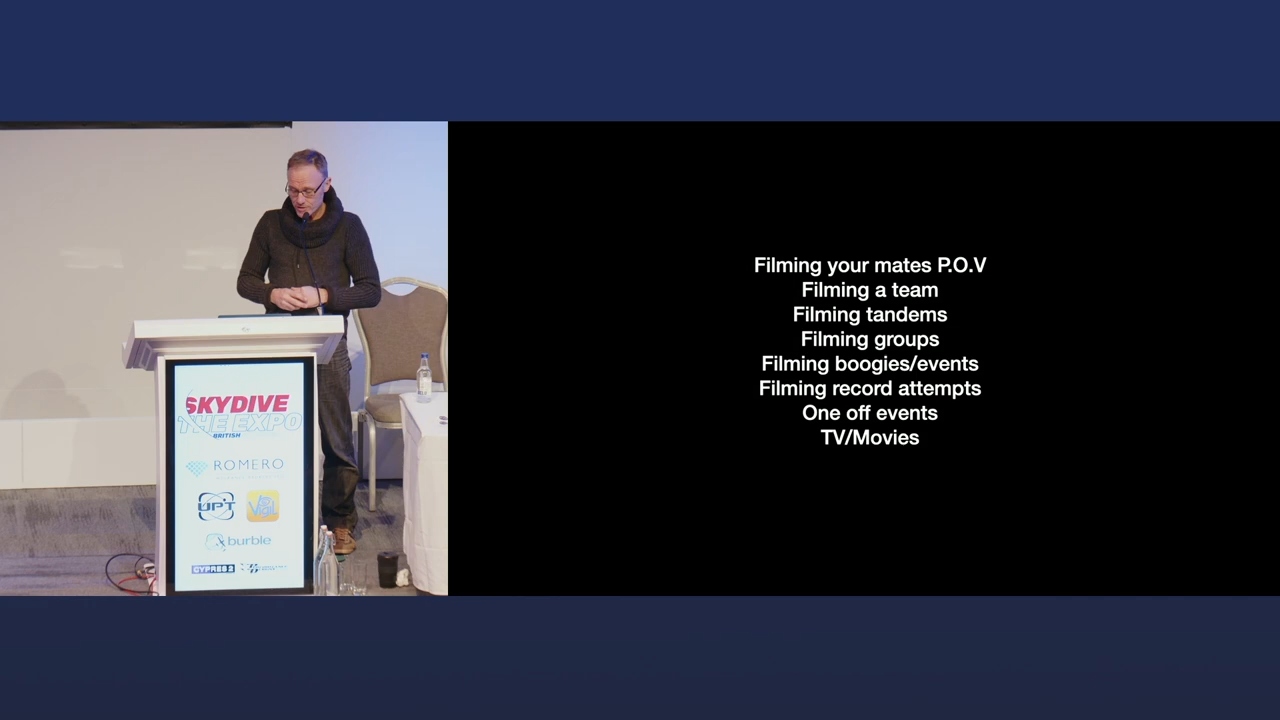 SKYDIVE
THE EXPO
BRITISH
ROMERO
UPT
Vigil
burble
CYPRES 2
Filming your mates P.O.V
Filming a team
Filming tandems
Filming groups
Filming boogies/events
Filming record attempts
One off events
TV/Movies